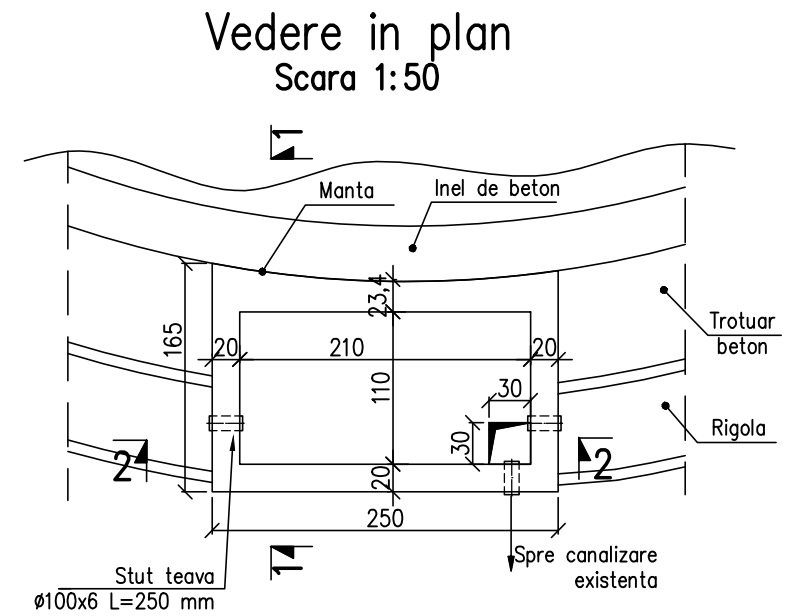 Vedere in plan
Scara 1:50
1
Manta
Inel de beton
23,4
165
20
210
20
110
30
30
Trotuar
beton
Rigola
2
2
20
250
1
Stut teava
ø100x6 L=250 mm
Spre canalizare
existenta